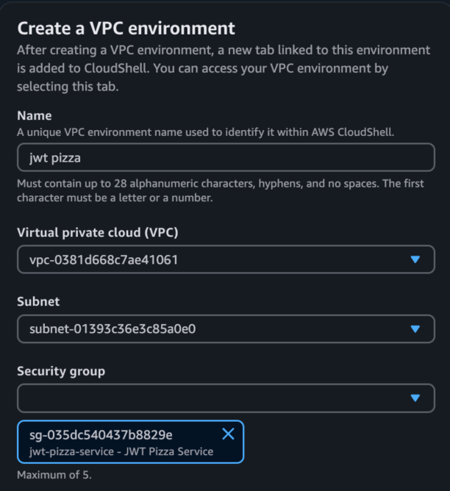 Create a VPC environment
After creating a VPC environment, a new tab linked to this environment
is added to CloudShell. You can access your VPC environment by
selecting this tab.
Name
A unique VPC environment name used to identify it within AWS CloudShell.
jwt pizza
Must contain up to 28 alphanumeric characters, hyphens, and no spaces. The first
character must be a letter or a number.
Virtual private cloud (VPC)
vpc-0381d668c7ae41061
Subnet
subnet-01393c36e3c85a0e0
Security group
sg-035dc540437b8829e
jwt-pizza-service - JWT Pizza Service
Maximum of 5.